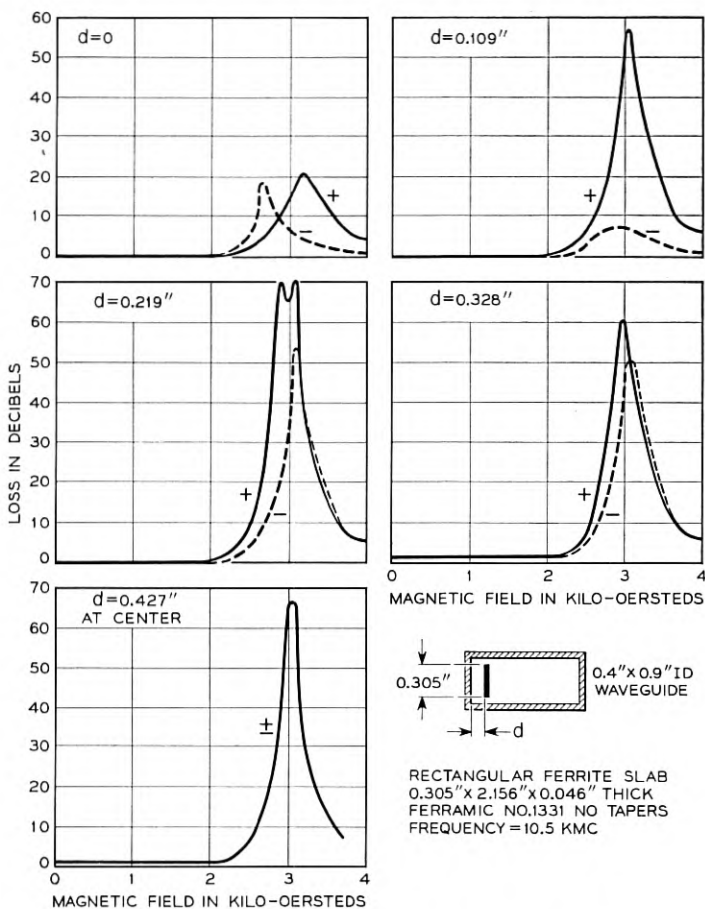 60
50
40
30
20
10
0
d=0
+
−
d=0.109″
+
−
70
60
50
40
30
20
10
0
d=0.219″
+
−
d=0.328″
+
−
0 1 2 3 4
MAGNETIC FIELD IN KILO-OERSTEDS
LOSS IN DECIBELS
70
60
50
40
30
20
10
0
d=0.427″
AT CENTER
±
0 1 2 3 4
MAGNETIC FIELD IN KILO-OERSTEDS
0.305″
d
0.4″X 0.9″ID
WAVEGUIDE
RECTANGULAR FERRITE SLAB
0.305″X 2.156″X 0.046″ THICK
FERRAMIC NO.1331 NO TAPERS
FREQUENCY=10.5 KMC